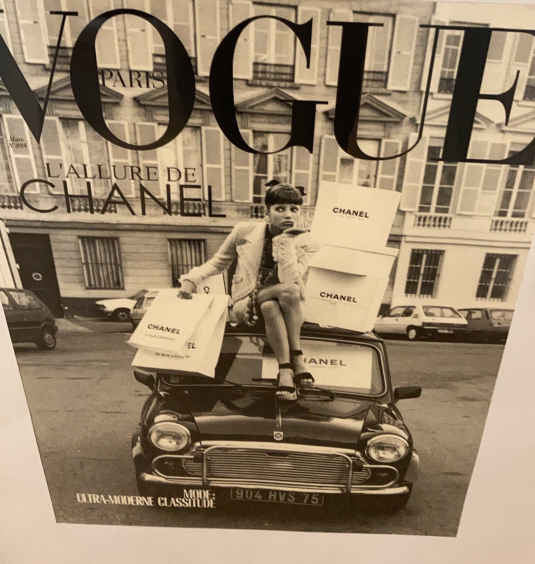 VOGUE
PARIS
L'ALLURE DE
CHANEL
CHANEL
CHANEL
CHANEL
CHANEL
MODE:
ULTRA-MODERNE CLASSITUDE
904 HVS 75